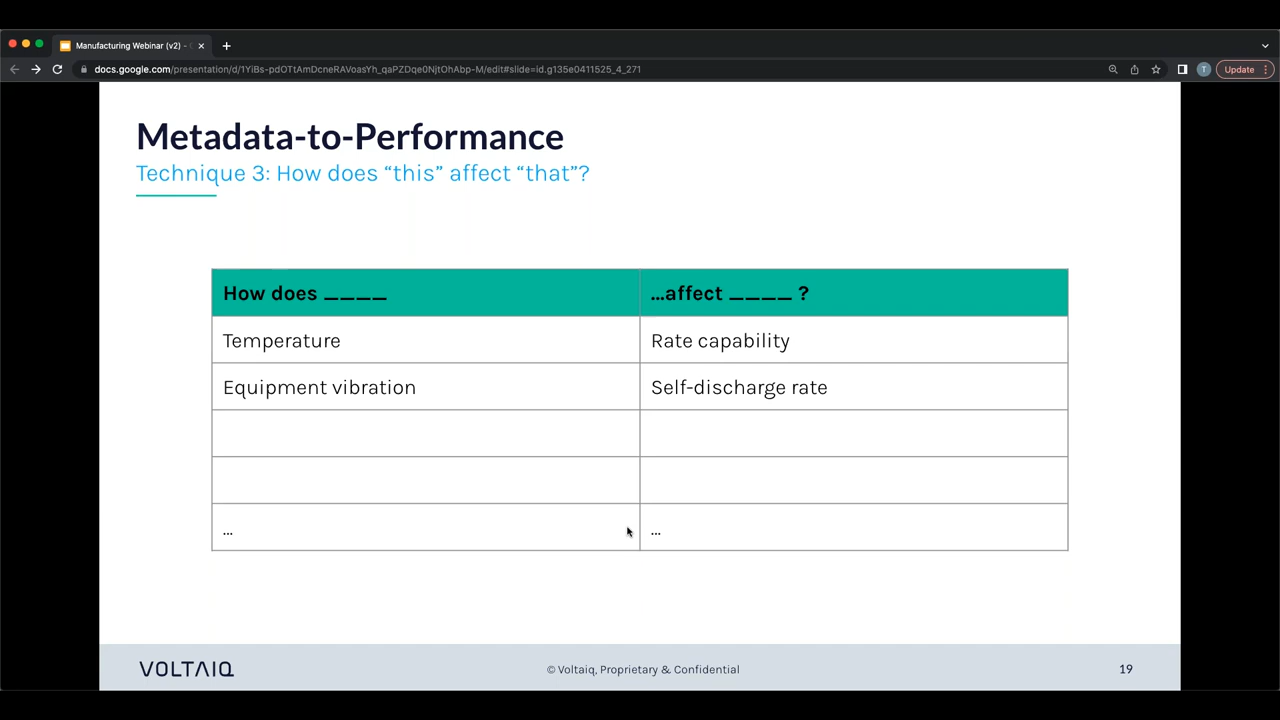 Manufacturing Webinar (v2) -
docs.google.com/presentation/d/1YiBs-pdOTtAmDcneRAVoasYh_qaPZDqe0NjtOhAbp-M/edit#slide=id.g135e0411525_4_271
T
Update
Metadata-to-Performance
Technique 3: How does “this” affect “that”?
How does ____
...affect ____ ?
Temperature
Rate capability
Equipment vibration
Self-discharge rate
...
...
VOLTAIQ
© Voltaiq, Proprietary & Confidential
19